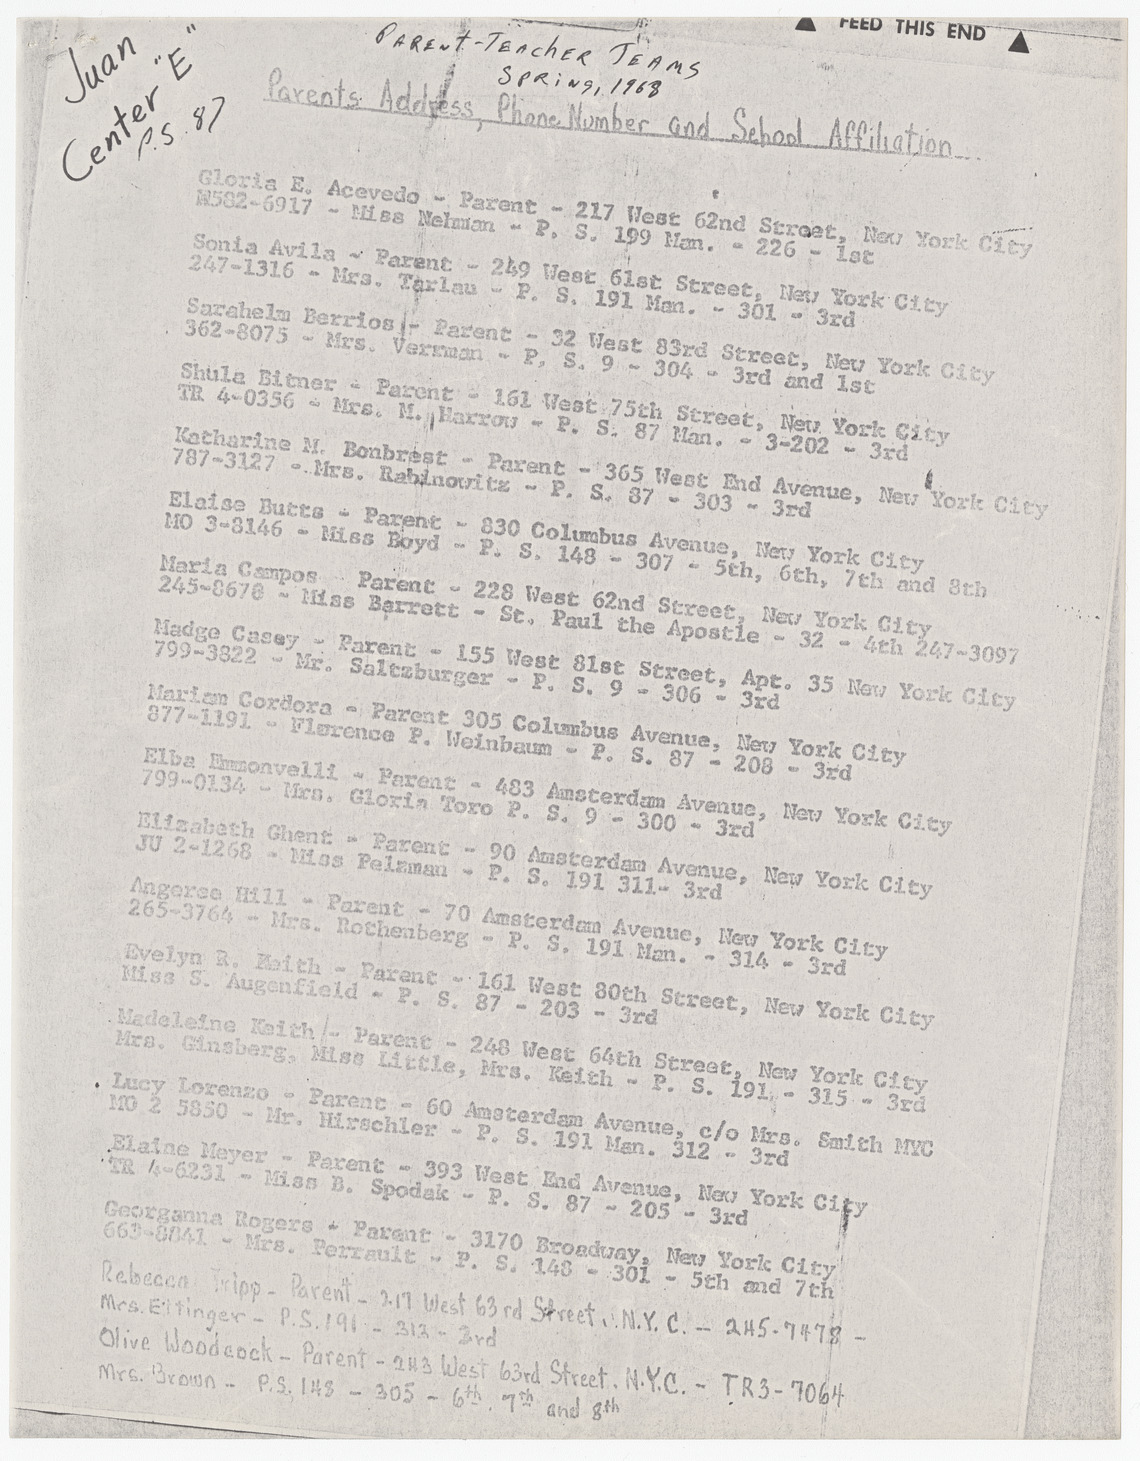 FEED THIS END
Juan
Center "E"
P.S. 87
PARENT-TEACHER TEAMS
SPRING, 1968
Parents Address, Phone Number and School Affiliation
Gloria E. Acevedo - Parent - 217 West 62nd Street, New York City
582-6917 - Miss Nehman - P. S. 199 Man. - 226 - 1st
Sonia Avila - Parent - 249 West 61st Street, New York City
247-1316 - Mrs. Tarlau - P. S. 191 Man. - 301 - 3rd
Sarahelm Berrios - Parent - 32 West 83rd Street, New York City
362-8075 - Mrs. Verrman - P. S. 9 - 304 - 3rd and 1st
Shula Bitner - Parent - 161 West 75th Street, New York City
TR 4-0356 - Mrs. M. Harrow - P. S. 87 Man. - 3-202 - 3rd
Katharine M. Bonbrest - Parent - 365 West End Avenue, New York City
787-3127 - Mrs. Rabinowitz - P. S. 87 - 303 - 3rd
Elaise Butts - Parent - 830 Columbus Avenue, New York City
MO 3-8146 - Miss Boyd - P. S. 148 - 307 - 5th, 6th, 7th and 8th
Maria Campos Parent - 228 West 62nd Street, New York City
245-8678 - Miss Barrett - St. Paul the Apostle - 32 - 4th 247-3097
Madge Casey - Parent - 155 West 81st Street, Apt. 35 New York City
799-3822 - Mr. Saltzburger - P. S. 9 - 306 - 3rd
Mariam Cordora - Parent 305 Columbus Avenue, New York City
877-1191 - Florence P. Weinbaum - P. S. 87 - 208 - 3rd
Elba Emmonvelli - Parent - 483 Amsterdam Avenue, New York City
799-0134 - Mrs. Gloria Toro P. S. 9 - 300 - 3rd
Elizabeth Ghent - Parent - 90 Amsterdam Avenue, New York City
JU 2-1268 - Miss Pelzman - P. S. 191 311- 3rd
Angeree Hill - Parent - 70 Amsterdam Avenue, New York City
265-3764 - Mrs. Rothenberg - P. S. 191 Man. - 314 - 3rd
Evelyn R. Keith - Parent - 161 West 80th Street, New York City
Miss S. Augenfield - P. S. 87 - 203 - 3rd
Madeleine Keith - Parent - 248 West 64th Street, New York City
Mrs. Ginsberg, Miss Little, Mrs. Keith - P. S. 191 - 315 - 3rd
Lucy Lorenzo - Parent - 60 Amsterdam Avenue, c/o Mrs. Smith NYC
MO 2 5850 - Mr. Hirschler - P. S. 191 Man. 312 - 3rd
Elaine Meyer - Parent - 393 West End Avenue, New York City
TR 4-6231 - Miss B. Spodak - P. S. 87 - 205 - 3rd
Georganna Rogers - Parent - 3170 Broadway, New York City
663-8841 - Mrs. Perrault - P. S. 148 - 301 - 5th and 7th
Rebecca Tripp - Parent - 217 West 63rd Street, N.Y.C. - 245-7478 -
Mrs. Eltinger - P.S. 191 - 313 - 3rd
Olive Woodcock - Parent - 243 West 63rd Street, N.Y.C. - TR3-7064
Mrs. Brown - P.S. 148 - 305 - 6th, 7th and 8th